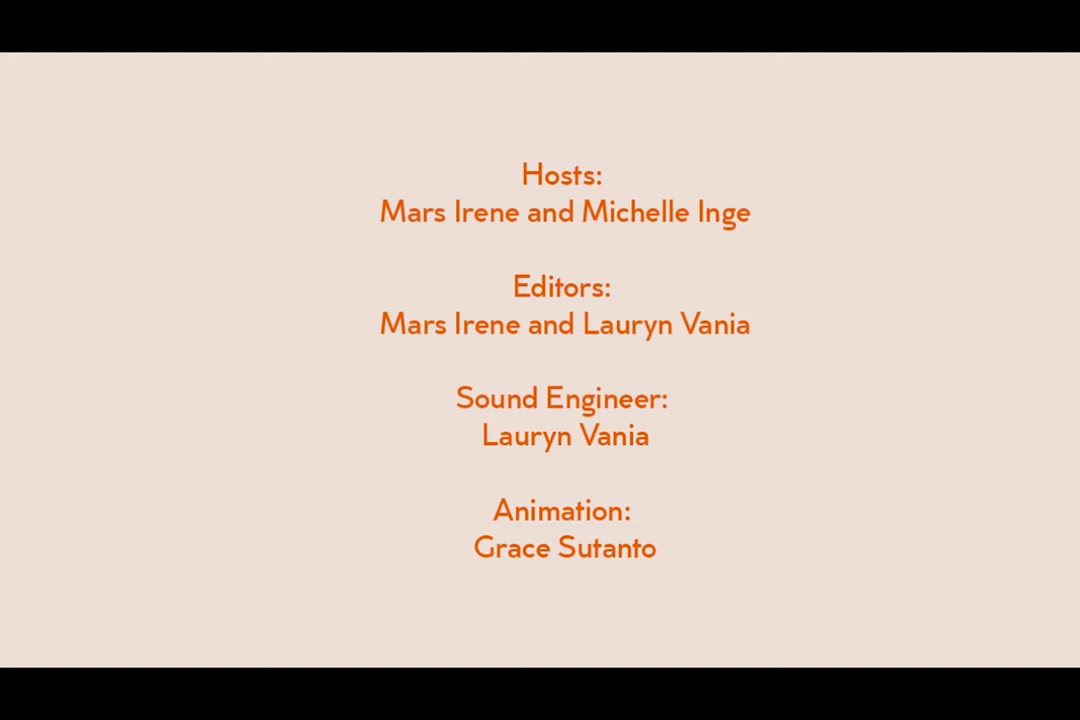 Hosts:
Mars Irene and Michelle Inge
Editors:
Mars Irene and Lauryn Vania
Sound Engineer:
Lauryn Vania
Animation:
Grace Sutanto